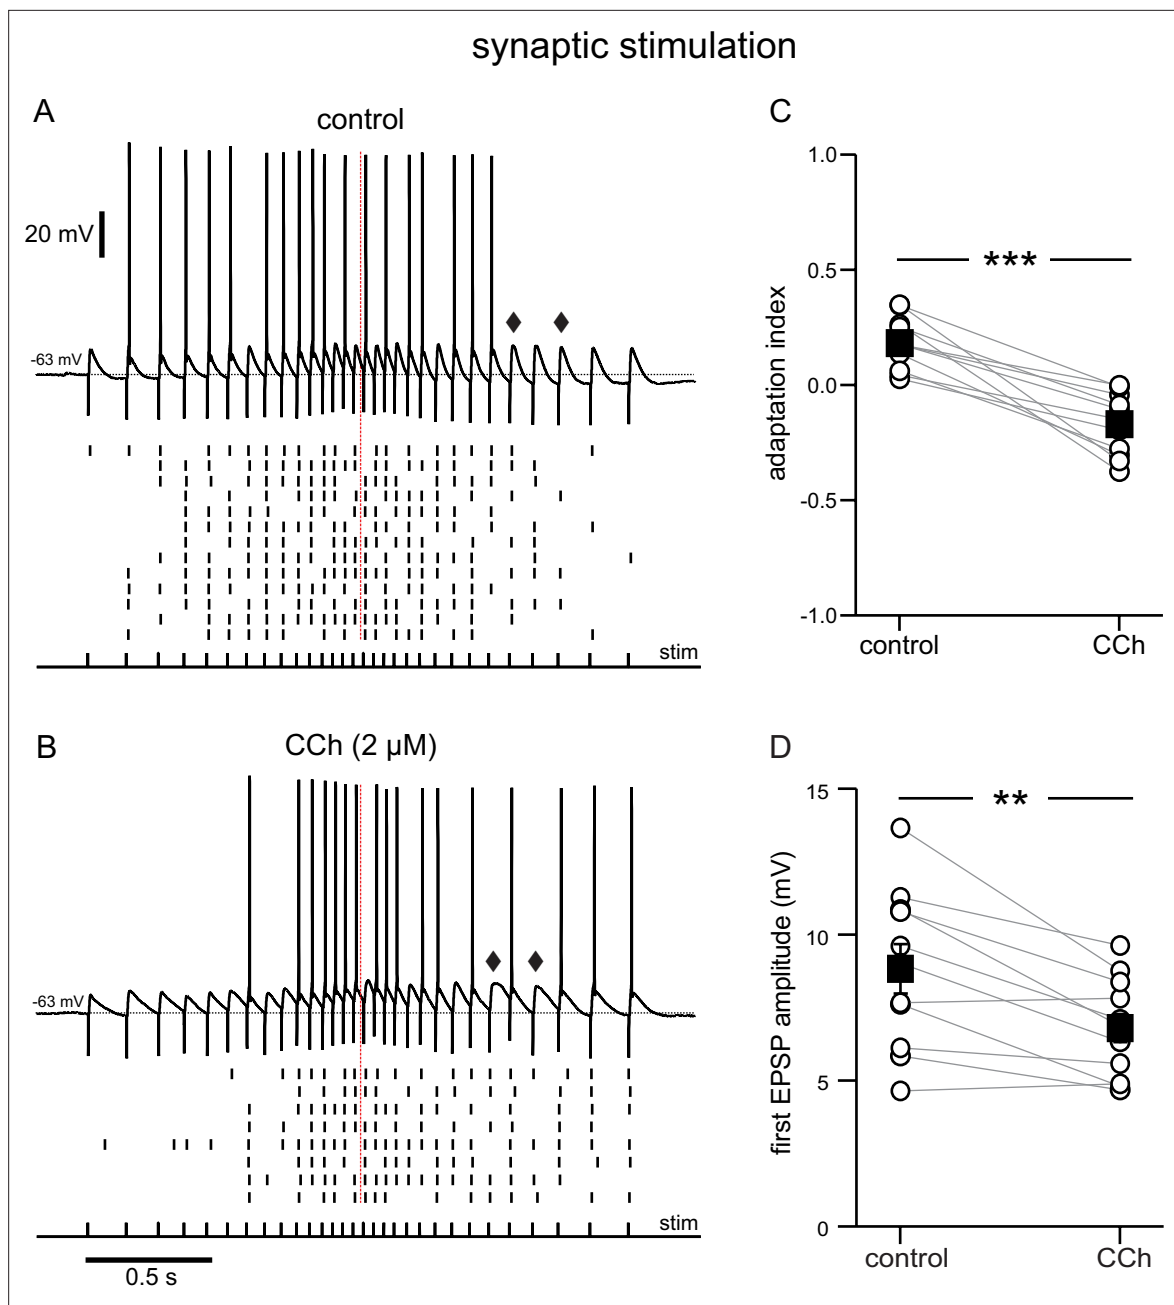 synaptic stimulation
A
control
20 mV
-63 mV
stim
B
CCh (2 μM)
-63 mV
stim
0.5 s
C
1.0
0.5
0.0
-0.5
-1.0
adaptation index
***
control
CCh
D
15
10
5
0
first EPSP amplitude (mV)
**
control
CCh